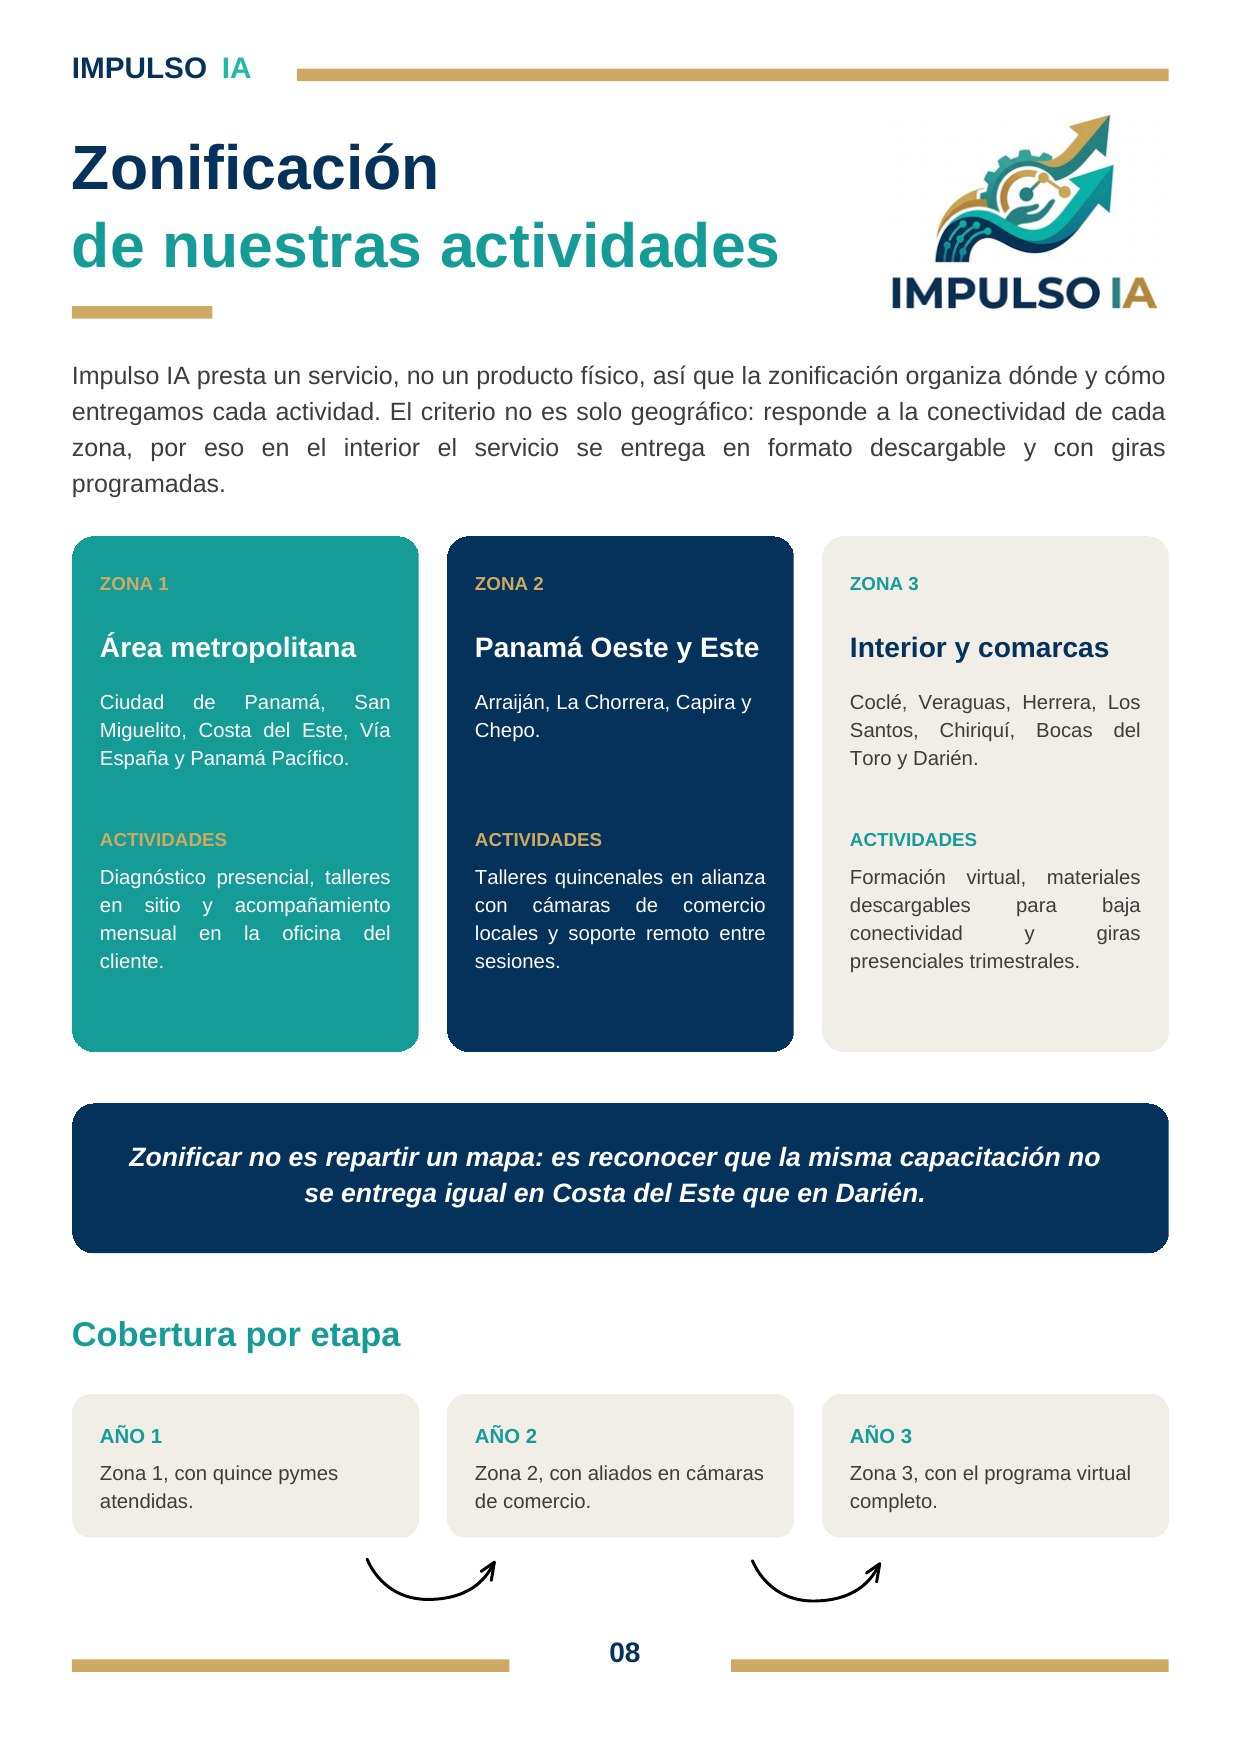 IMPULSO IA
Zonificación
de nuestras actividades
IMPULSO IA
Impulso IA presta un servicio, no un producto físico, así que la zonificación organiza dónde y cómo
entregamos cada actividad. El criterio no es solo geográfico: responde a la conectividad de cada
zona, por eso en el interior el servicio se entrega en formato descargable y con giras
programadas.
ZONA 1
Área metropolitana
Ciudad de Panamá, San
Miguelito, Costa del Este, Vía
España y Panamá Pacífico.
ACTIVIDADES
Diagnóstico presencial, talleres
en sitio y acompañamiento
mensual en la oficina del
cliente.
ZONA 2
Panamá Oeste y Este
Arraiján, La Chorrera, Capira y
Chepo.
ACTIVIDADES
Talleres quincenales en alianza
con cámaras de comercio
locales y soporte remoto entre
sesiones.
ZONA 3
Interior y comarcas
Coclé, Veraguas, Herrera, Los
Santos, Chiriquí, Bocas del
Toro y Darién.
ACTIVIDADES
Formación virtual, materiales
descargables para baja
conectividad y giras
presenciales trimestrales.
Zonificar no es repartir un mapa: es reconocer que la misma capacitación no
se entrega igual en Costa del Este que en Darién.
Cobertura por etapa
AÑO 1
Zona 1, con quince pymes
atendidas.
AÑO 2
Zona 2, con aliados en cámaras
de comercio.
AÑO 3
Zona 3, con el programa virtual
completo.
08